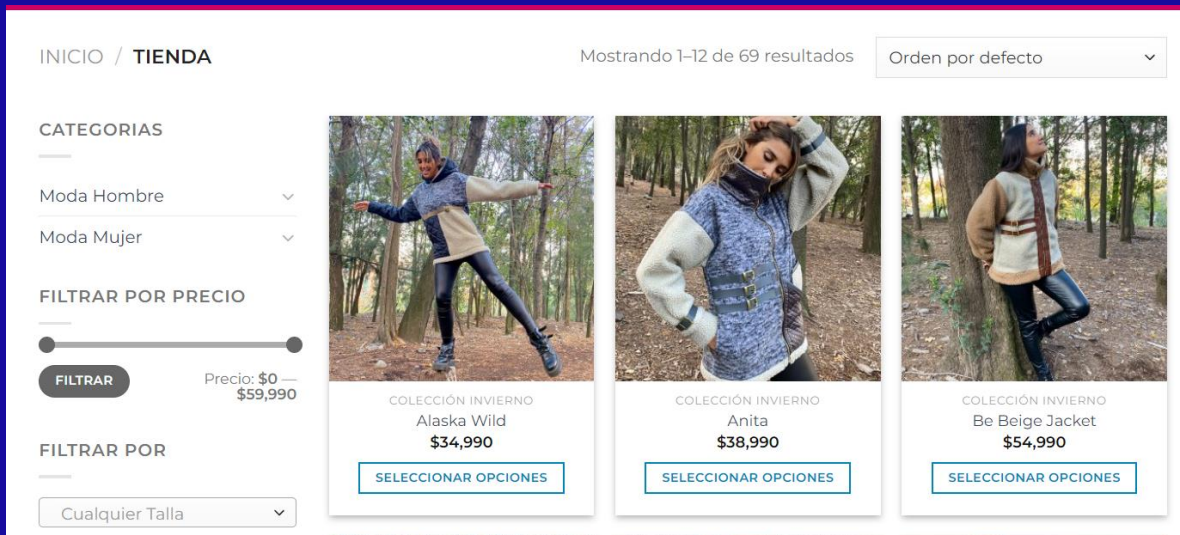 INICIO / TIENDA
Mostrando 1–12 de 69 resultados
Orden por defecto
CATEGORIAS
Moda Hombre
Moda Mujer
FILTRAR POR PRECIO
FILTRAR
Precio: $0 —
$59,990
FILTRAR POR
Cualquier Talla
COLECCIÓN INVIERNO
Alaska Wild
$34,990
SELECCIONAR OPCIONES
COLECCIÓN INVIERNO
Anita
$38,990
SELECCIONAR OPCIONES
COLECCIÓN INVIERNO
Be Beige Jacket
$54,990
SELECCIONAR OPCIONES